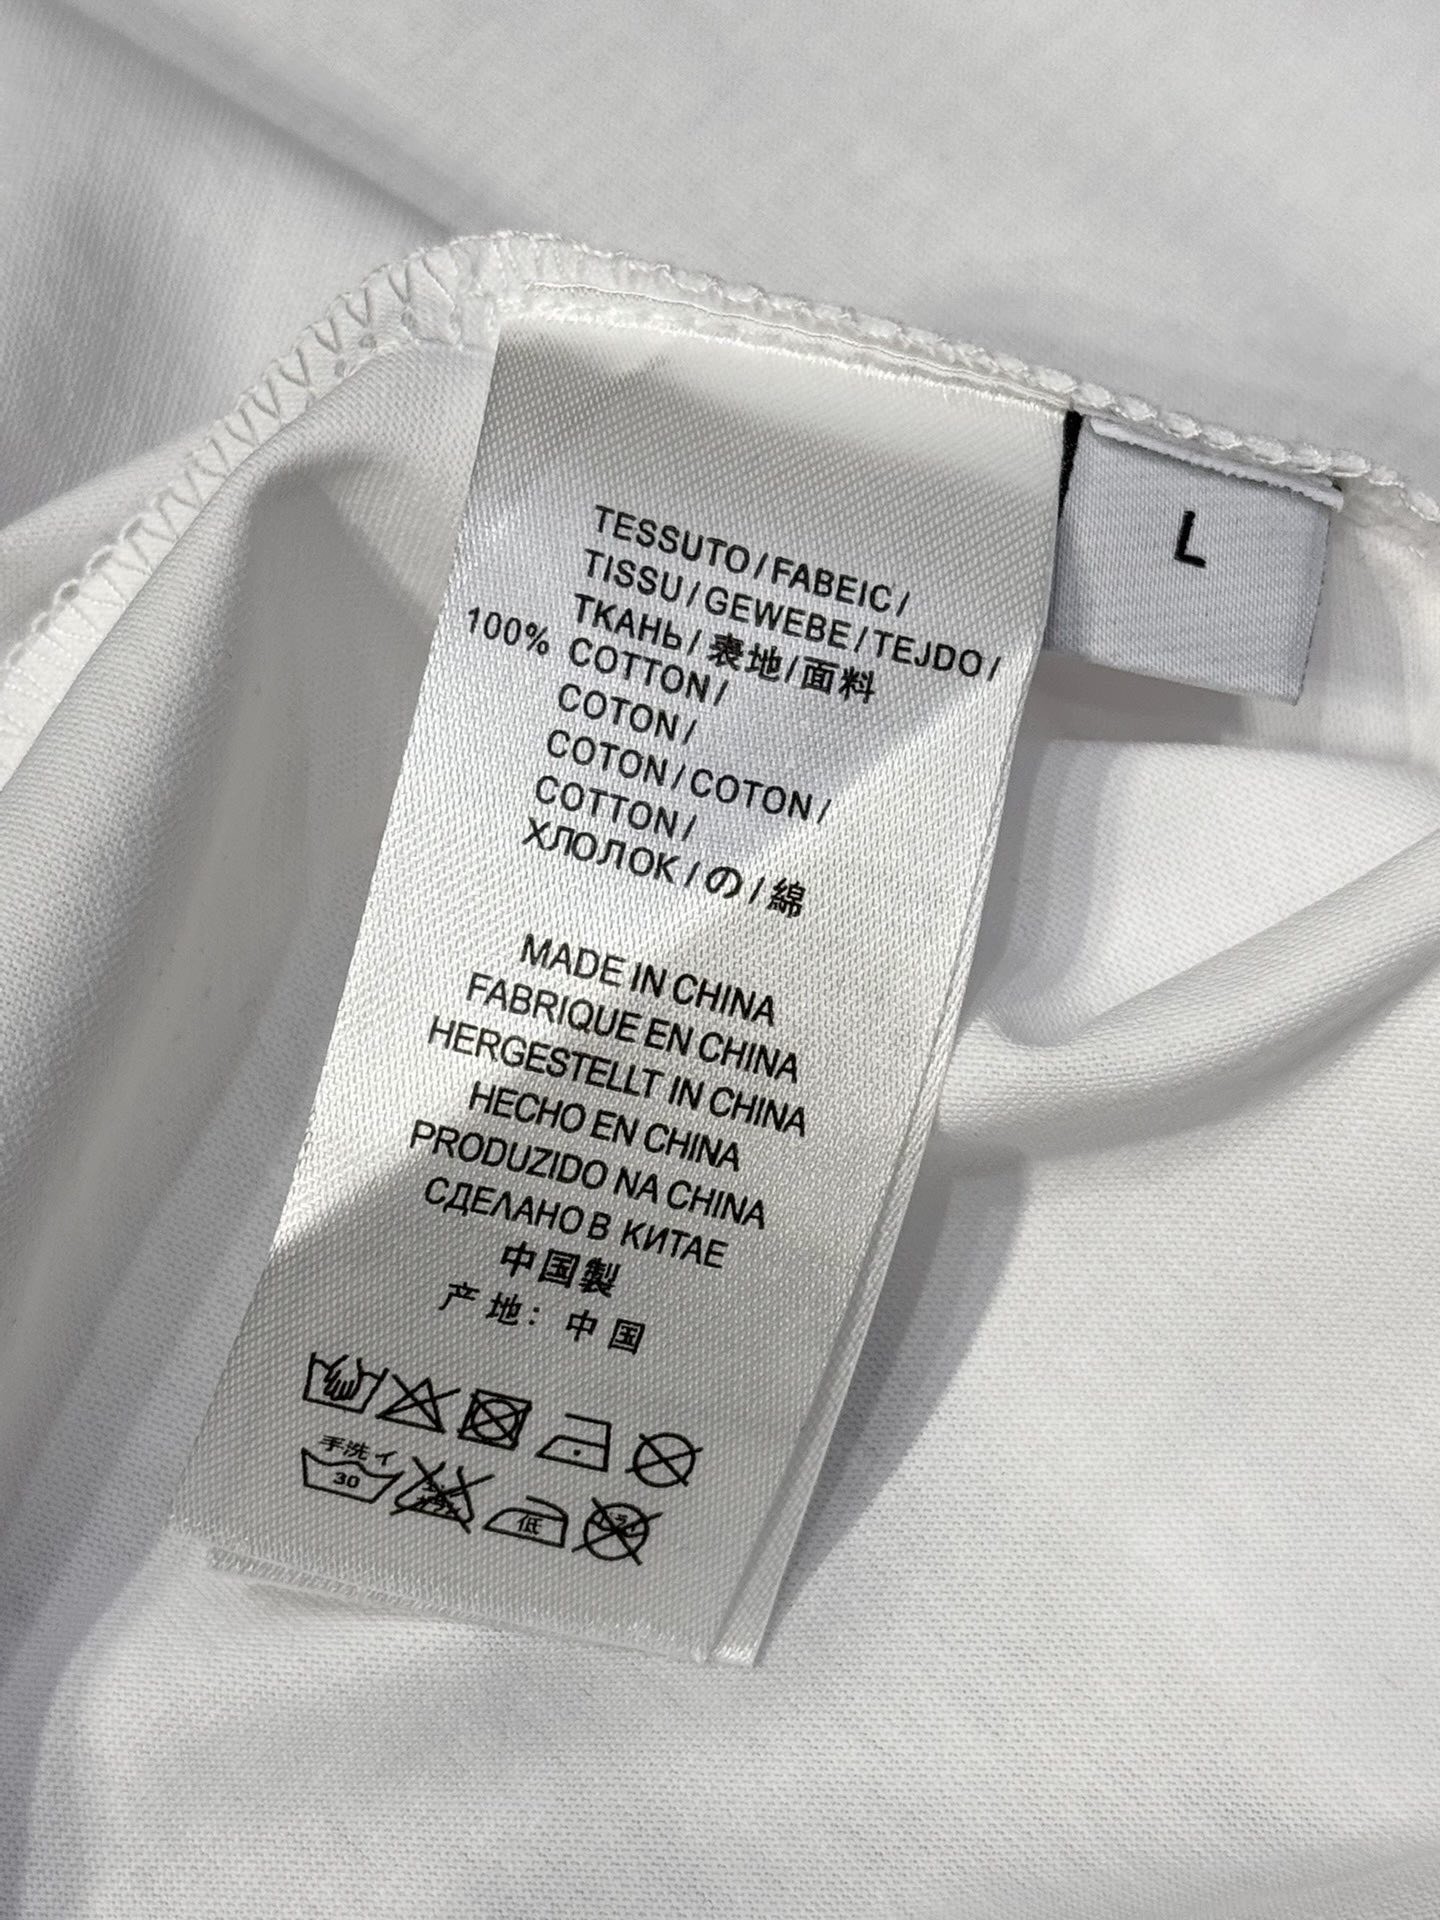 TESSUTO/FABEIC/
TISSU/GEWEBE/TEJDO/
ТКАНЬ/表地/面料
100% COTTON/
COTON/
COTON/COTON/
COTTON/
ХЛОЛОК/の/綿
MADE IN CHINA
FABRIQUE EN CHINA
HERGESTELLT IN CHINA
HECHO EN CHINA
PRODUZIDO NA CHINA
СДЕЛАНО В КИТАЕ
中国製
产地：中国
手洗イ
30
低
L